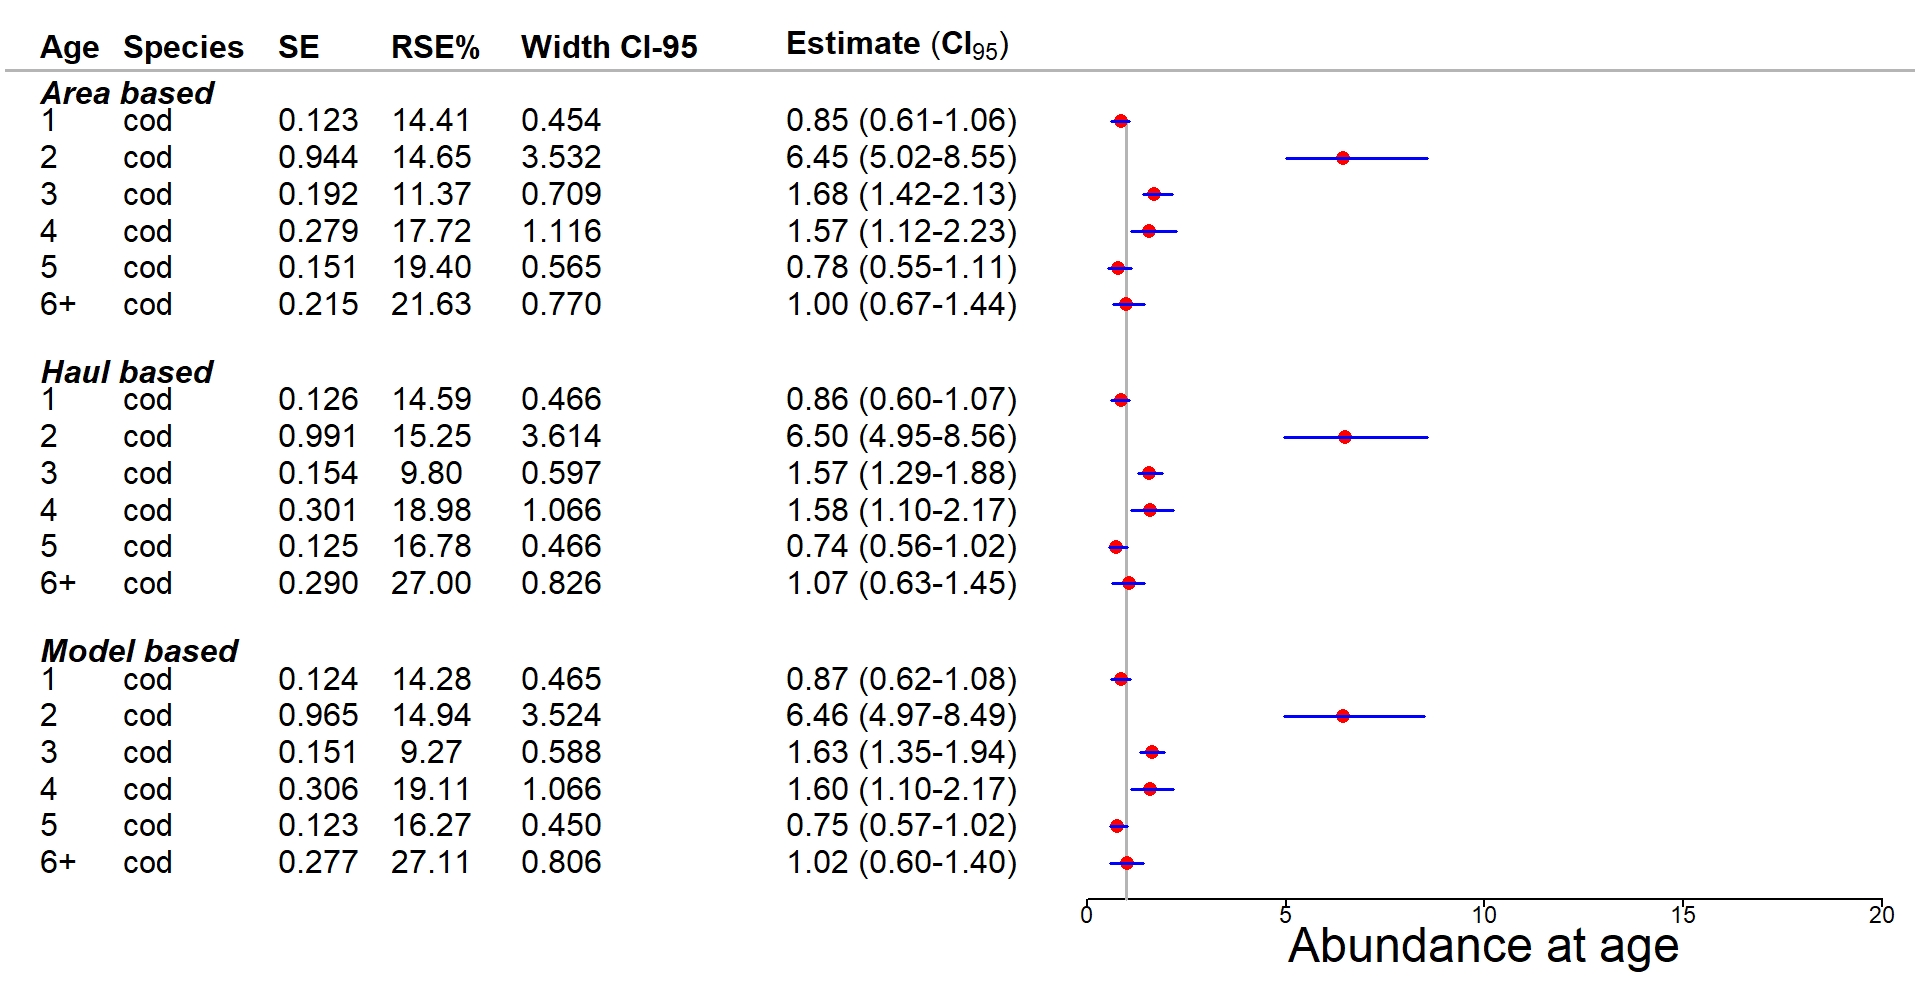 Age Species SE RSE% Width CI-95 Estimate (CI95)
Area based
1 cod 0.123 14.41 0.454 0.85 (0.61-1.06)
2 cod 0.944 14.65 3.532 6.45 (5.02-8.55)
3 cod 0.192 11.37 0.709 1.68 (1.42-2.13)
4 cod 0.279 17.72 1.116 1.57 (1.12-2.23)
5 cod 0.151 19.40 0.565 0.78 (0.55-1.11)
6+ cod 0.215 21.63 0.770 1.00 (0.67-1.44)
Haul based
1 cod 0.126 14.59 0.466 0.86 (0.60-1.07)
2 cod 0.991 15.25 3.614 6.50 (4.95-8.56)
3 cod 0.154 9.80 0.597 1.57 (1.29-1.88)
4 cod 0.301 18.98 1.066 1.58 (1.10-2.17)
5 cod 0.125 16.78 0.466 0.74 (0.56-1.02)
6+ cod 0.290 27.00 0.826 1.07 (0.63-1.45)
Model based
1 cod 0.124 14.28 0.465 0.87 (0.62-1.08)
2 cod 0.965 14.94 3.524 6.46 (4.97-8.49)
3 cod 0.151 9.27 0.588 1.63 (1.35-1.94)
4 cod 0.306 19.11 1.066 1.60 (1.10-2.17)
5 cod 0.123 16.27 0.450 0.75 (0.57-1.02)
6+ cod 0.277 27.11 0.806 1.02 (0.60-1.40)
0 5 10 15 20
Abundance at age